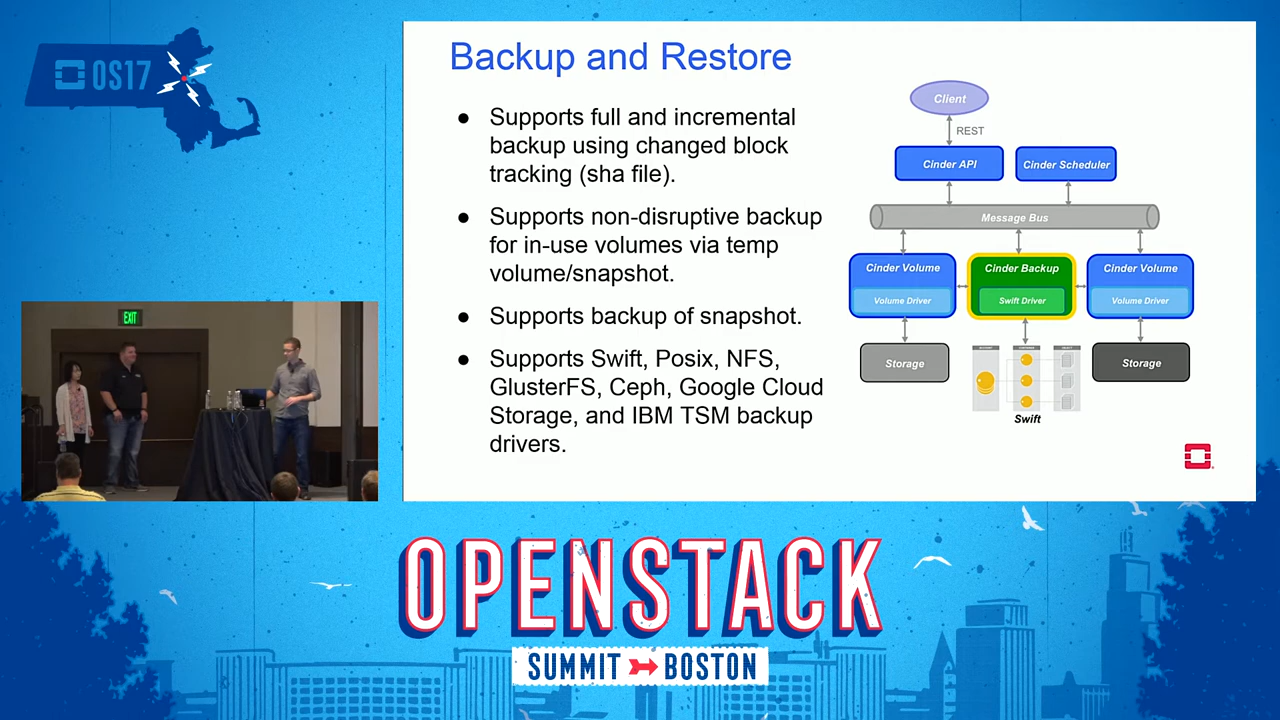 OS17
Backup and Restore
● Supports full and incremental
backup using changed block
tracking (sha file).
● Supports non-disruptive backup
for in-use volumes via temp
volume/snapshot.
● Supports backup of snapshot.
● Supports Swift, Posix, NFS,
GlusterFS, Ceph, Google Cloud
Storage, and IBM TSM backup
drivers.
Client
REST
Cinder API
Cinder Scheduler
Message Bus
Cinder Volume
Volume Driver
Cinder Backup
Swift Driver
Cinder Volume
Volume Driver
Storage
Storage
Swift
EXIT
OPENSTACK
SUMMIT BOSTON